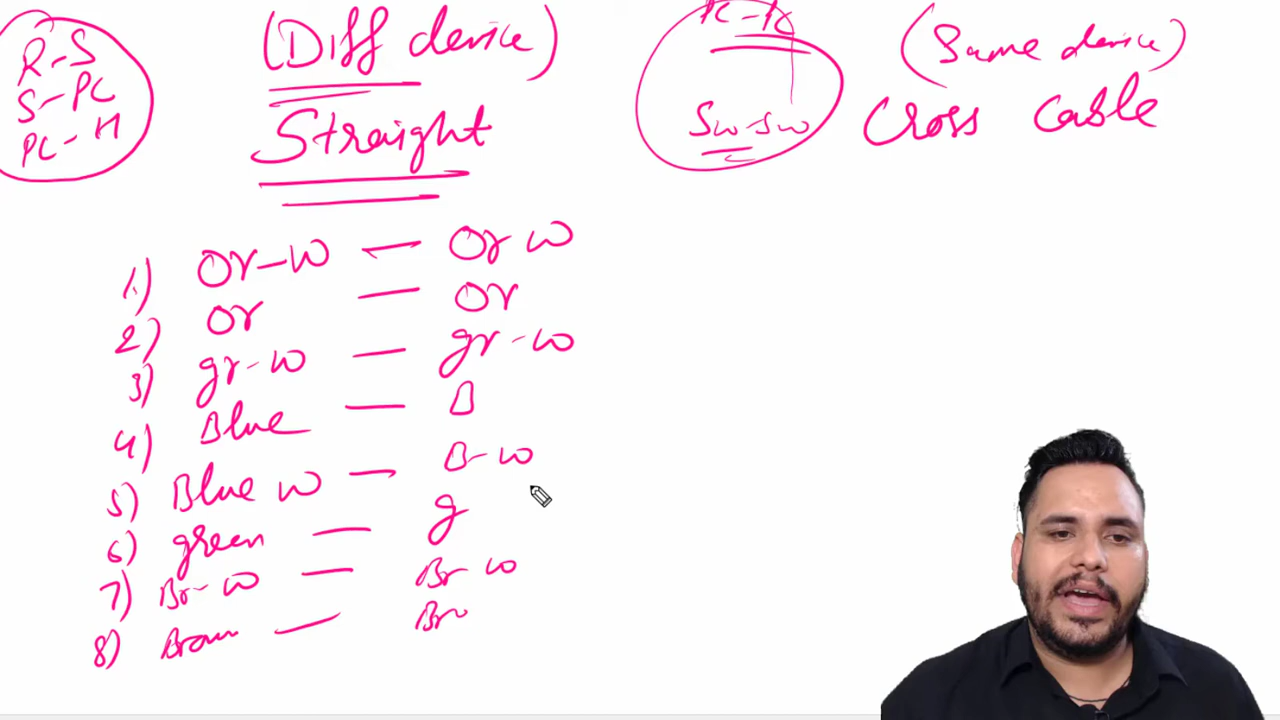 R-S
S-PC
PC-H
(Diff device)
Straight
R-R
Sw-Sw
(Same device)
Cross Cable
1) Or-W — Or W
2) Or — Or
3) gr-W — gr-W
4) Blue — B
5) Blue W — B-W
6) green — g
7) Br-W — Br W
8) Brown — Bro